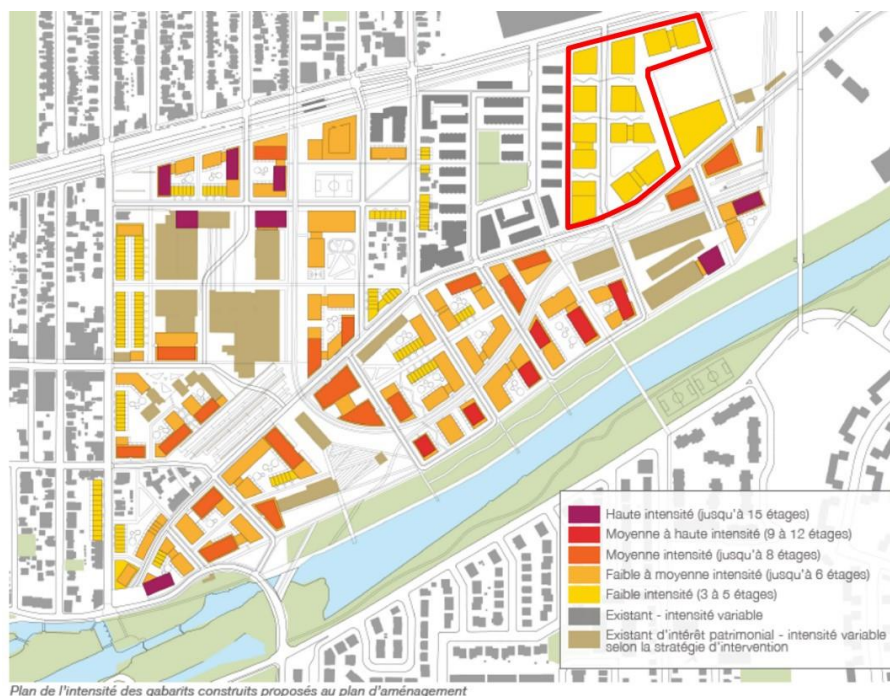 Haute intensité (jusqu'à 15 étages)
Moyenne à haute intensité (9 à 12 étages)
Moyenne intensité (jusqu'à 8 étages)
Faible à moyenne intensité (jusqu'à 6 étages)
Faible intensité (3 à 5 étages)
Existant - intensité variable
Existant d'intérêt patrimonial - intensité variable
selon la stratégie d'intervention
Plan de l'intensité des gabarits construits proposés au plan d'aménagement